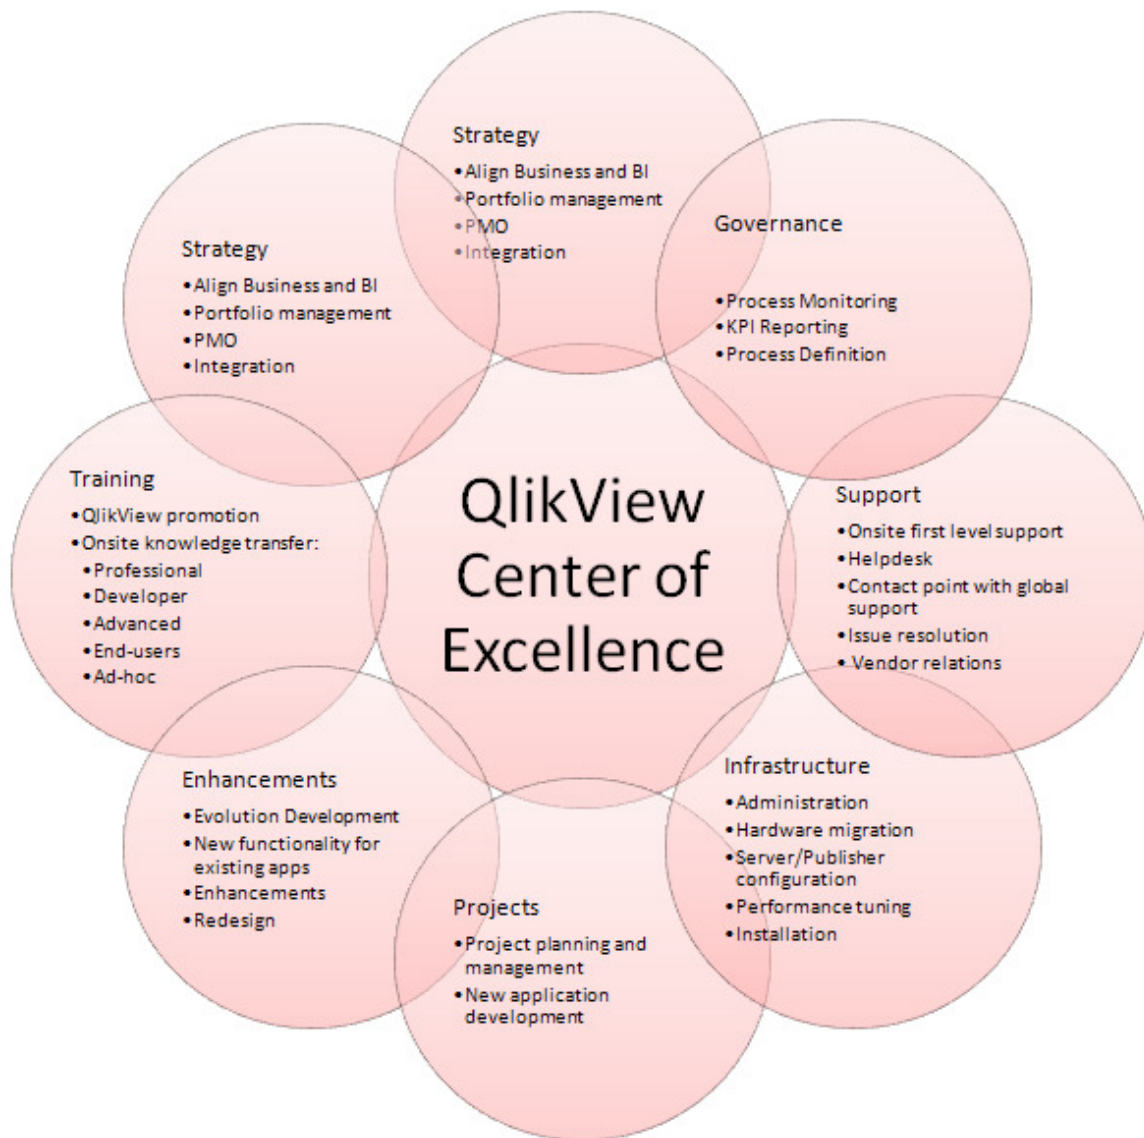 Strategy
•Align Business and BI
•Portfolio management
•PMO
•Integration
Governance
•Process Monitoring
•KPI Reporting
•Process Definition
Support
•Onsite first level support
•Helpdesk
•Contact point with global
support
•Issue resolution
• Vendor relations
Infrastructure
•Administration
•Hardware migration
•Server/Publisher
configuration
•Performance tuning
•Installation
Projects
•Project planning and
management
•New application
development
Enhancements
•Evolution Development
•New functionality for
existing apps
•Enhancements
•Redesign
Training
•QlikView promotion
•Onsite knowledge transfer:
•Professional
•Developer
•Advanced
•End-users
•Ad-hoc
Strategy
•Align Business and BI
•Portfolio management
•PMO
•Integration
QlikView
Center of
Excellence